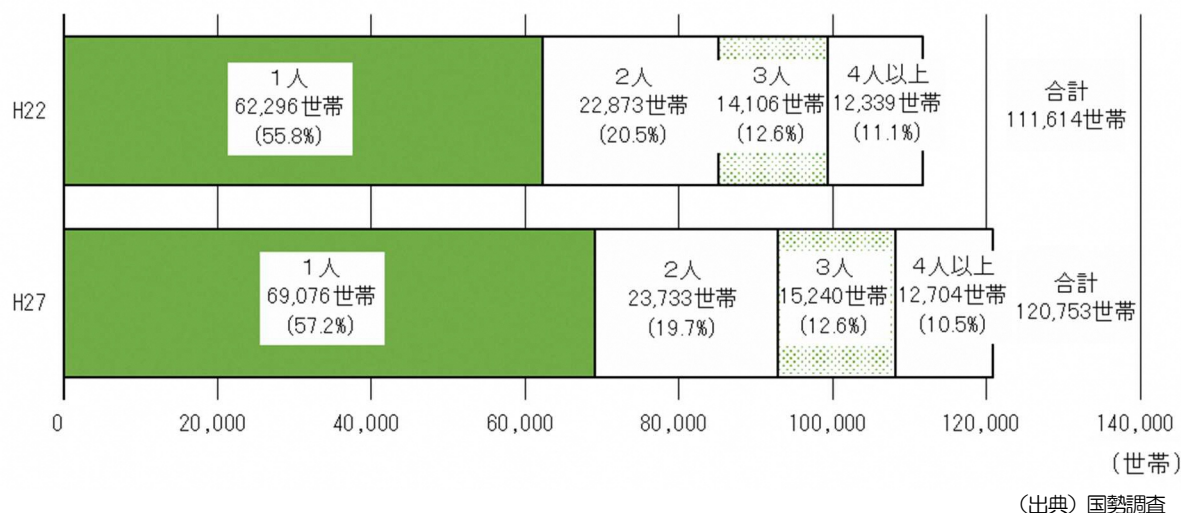 H22
1人
62,296世帯
(55.8%)
2人
22,873世帯
(20.5%)
3人
14,106世帯
(12.6%)
4人以上
12,339世帯
(11.1%)
合計
111,614世帯
H27
1人
69,076世帯
(57.2%)
2人
23,733世帯
(19.7%)
3人
15,240世帯
(12.6%)
4人以上
12,704世帯
(10.5%)
合計
120,753世帯
0 20,000 40,000 60,000 80,000 100,000 120,000 140,000
(世帯)
(出典)国勢調査